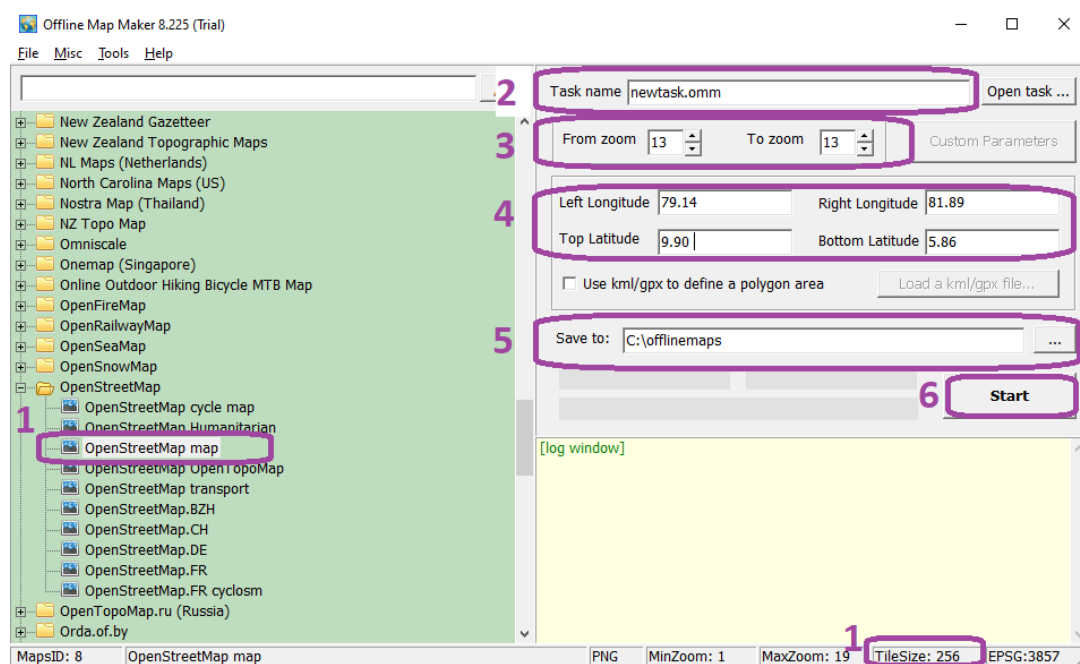 Offline Map Maker 8.225 (Trial)
File Misc Tools Help
2
Task name newtask.omm Open task ...
3
From zoom 13 To zoom 13 Custom Parameters
4
Left Longitude 79.14 Right Longitude 81.89
Top Latitude 9.90 Bottom Latitude 5.86
Use kml/gpx to define a polygon area Load a kml/gpx file...
5
Save to: C:\offlinemaps ...
6
Start
[log window]
New Zealand Gazetteer
New Zealand Topographic Maps
NL Maps (Netherlands)
North Carolina Maps (US)
Nostra Map (Thailand)
NZ Topo Map
Omniscale
Onemap (Singapore)
Online Outdoor Hiking Bicycle MTB Map
OpenFireMap
OpenRailwayMap
OpenSeaMap
OpenSnowMap
OpenStreetMap
OpenStreetMap cycle map
1
OpenStreetMap Humanitarian
OpenStreetMap map
OpenStreetMap OpenTopoMap
OpenStreetMap transport
OpenStreetMap.BZH
OpenStreetMap.CH
OpenStreetMap.DE
OpenStreetMap.FR
OpenStreetMap.FR cyclosm
OpenTopoMap.ru (Russia)
Orda.of.by
1
MapsID: 8 OpenStreetMap map PNG MinZoom: 1 MaxZoom: 19 TileSize: 256 EPSG:3857